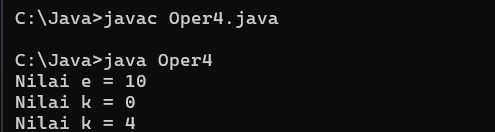 C:\Java>javac Oper4.java
C:\Java>java Oper4
Nilai e = 10
Nilai k = 0
Nilai k = 4